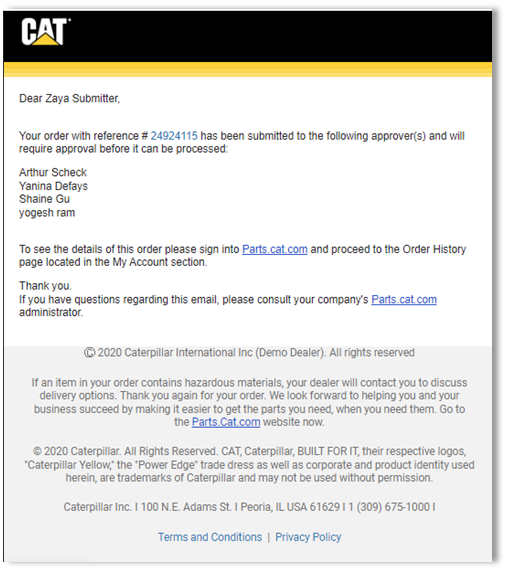 CAT
Dear Zaya Submitter,
Your order with reference # 24924115 has been submitted to the following approver(s) and will
require approval before it can be processed:
Arthur Scheck
Yanina Defays
Shaine Gu
yogesh ram
To see the details of this order please sign into Parts.cat.com and proceed to the Order History
page located in the My Account section.
Thank you.
If you have questions regarding this email, please consult your company's Parts.cat.com
administrator.
© 2020 Caterpillar International Inc (Demo Dealer). All rights reserved
If an item in your order contains hazardous materials, your dealer will contact you to discuss
delivery options. Thank you again for your order. We look forward to helping you and your
business succeed by making it easier to get the parts you need, when you need them. Go to
the Parts.Cat.com website now.
© 2020 Caterpillar. All Rights Reserved. CAT, Caterpillar, BUILT FOR IT, their respective logos,
"Caterpillar Yellow," the "Power Edge" trade dress as well as corporate and product identity used
herein, are trademarks of Caterpillar and may not be used without permission.
Caterpillar Inc. I 100 N.E. Adams St. I Peoria, IL USA 61629 I 1 (309) 675-1000 I
Terms and Conditions | Privacy Policy